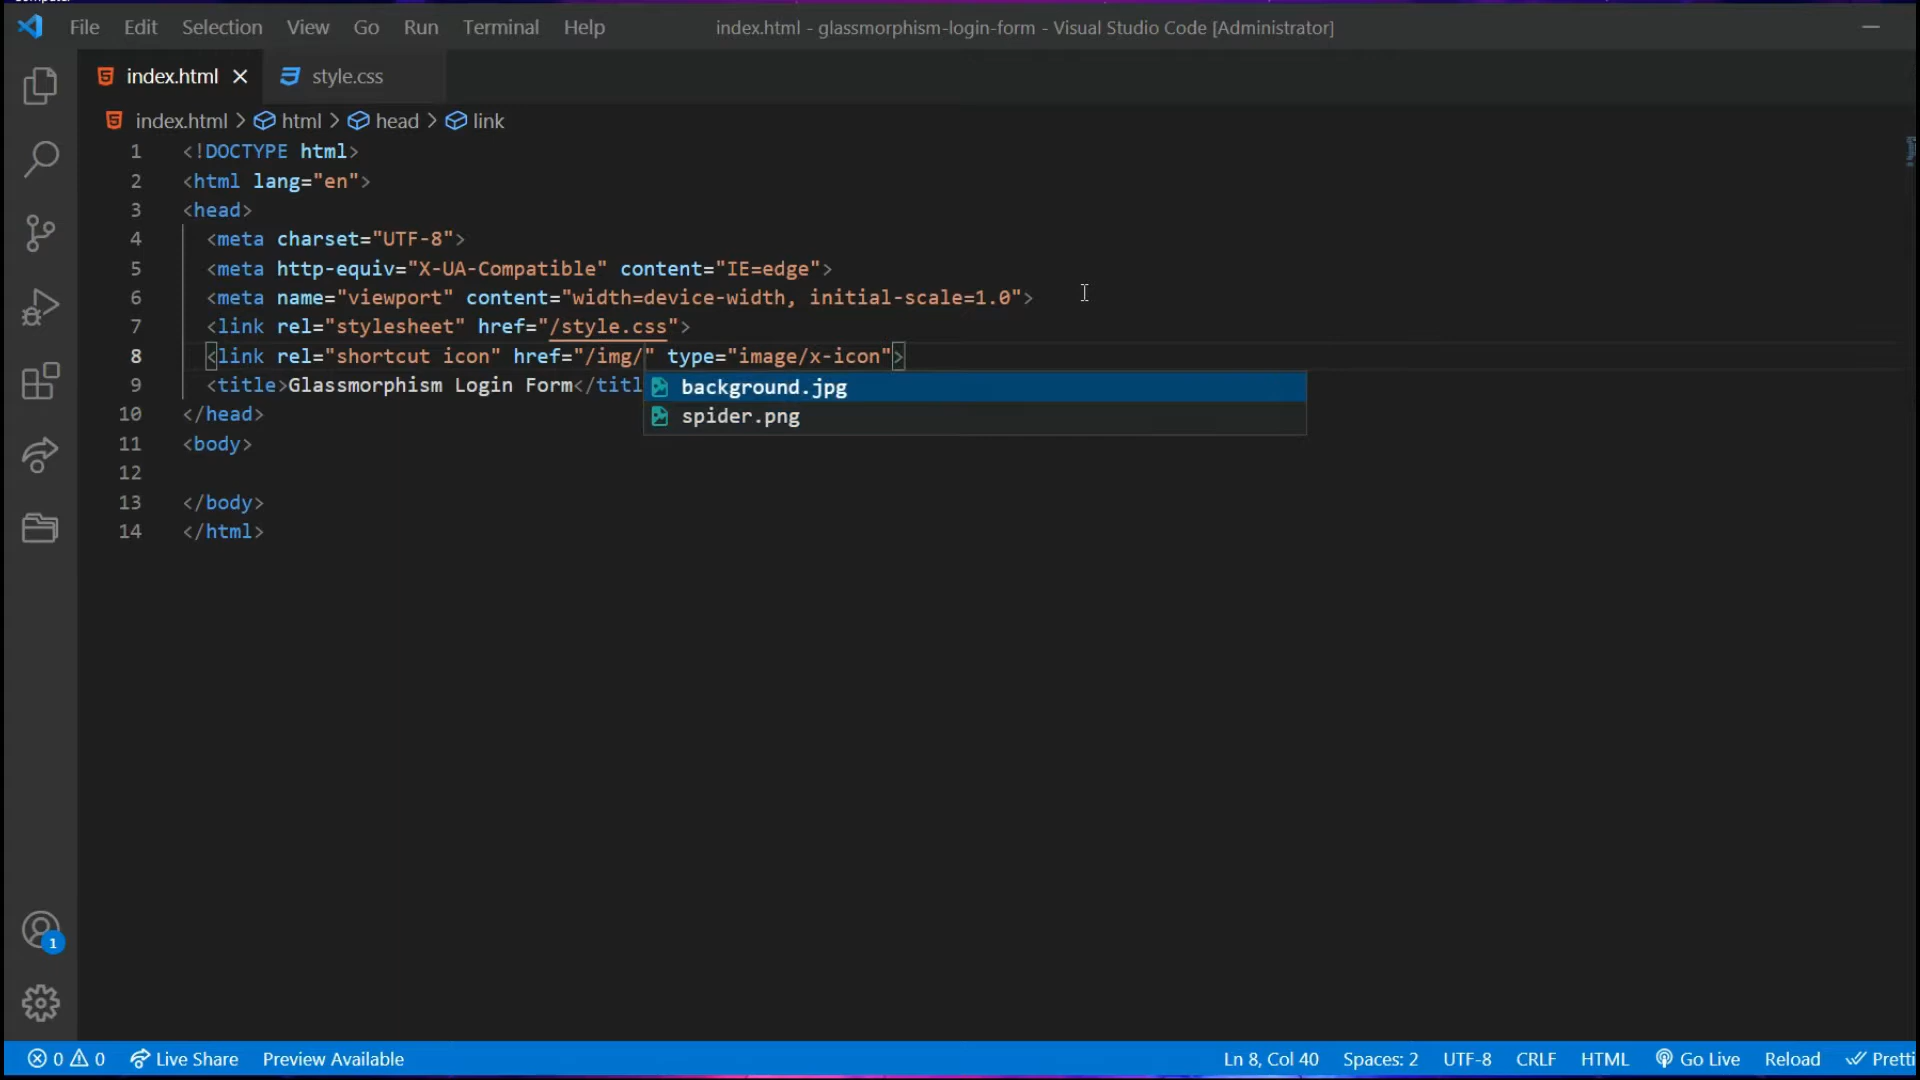 File Edit Selection View Go Run Terminal Help index.html - glassmorphism-login-form - Visual Studio Code [Administrator]
index.html style.css
index.html > html > head > link
1 <!DOCTYPE html>
2 <html lang="en">
3 <head>
4 <meta charset="UTF-8">
5 <meta http-equiv="X-UA-Compatible" content="IE=edge">
6 <meta name="viewport" content="width=device-width, initial-scale=1.0">
7 <link rel="stylesheet" href="/style.css">
8 <link rel="shortcut icon" href="/img/" type="image/x-icon">
9 <title>Glassmorphism Login Form</titl
background.jpg
spider.png
10 </head>
11 <body>
12
13 </body>
14 </html>
1
0 0 Live Share Preview Available Ln 8, Col 40 Spaces: 2 UTF-8 CRLF HTML Go Live Reload Pretti